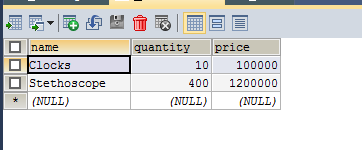 name quantity price
Clocks 10 100000
Stethoscope 400 1200000
* (NULL) (NULL) (NULL)